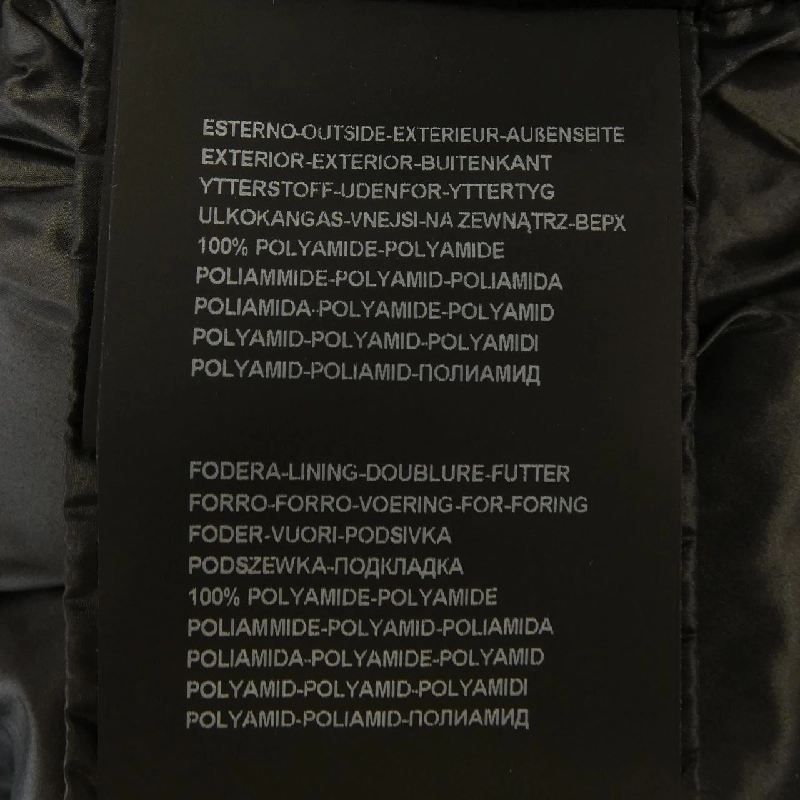 ESTERNO-OUTSIDE-EXTERIEUR-AUßENSEITE
EXTERIOR-EXTERIOR-BUITENKANT
YTTERSTOFF-UDENFOR-YTTERTYG
ULKOKANGAS-VNEJSI-NA ZEWNĄTRZ-ВЕРХ
100% POLYAMIDE-POLYAMIDE
POLIAMMIDE-POLYAMID-POLIAMIDA
POLIAMIDA-POLYAMIDE-POLYAMID
POLYAMID-POLYAMID-POLYAMIDI
POLYAMID-POLIAMID-ПОЛИАМИД
FODERA-LINING-DOUBLURE-FUTTER
FORRO-FORRO-VOERING-FOR-FORING
FODER-VUORI-PODSIVKA
PODSZEWKA-ПОДКЛАДКА
100% POLYAMIDE-POLYAMIDE
POLIAMMIDE-POLYAMID-POLIAMIDA
POLIAMIDA-POLYAMIDE-POLYAMID
POLYAMID-POLYAMID-POLYAMIDI
POLYAMID-POLIAMID-ПОЛИАМИД